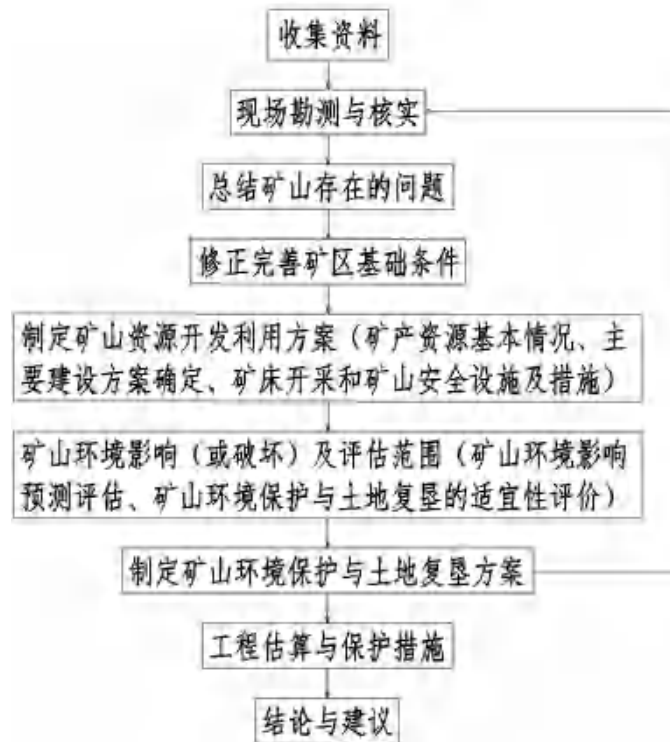 收集资料
现场勘测与核实
总结矿山存在的问题
修正完善矿区基础条件
制定矿山资源开发利用方案（矿产资源基本情况、主
要建设方案确定、矿床开采和矿山安全设施及措施）
矿山环境影响（或破坏）及评估范围（矿山环境影响
预测评估、矿山环境保护与土地复垦的适宜性评价）
制定矿山环境保护与土地复垦方案
工程估算与保护措施
结论与建议